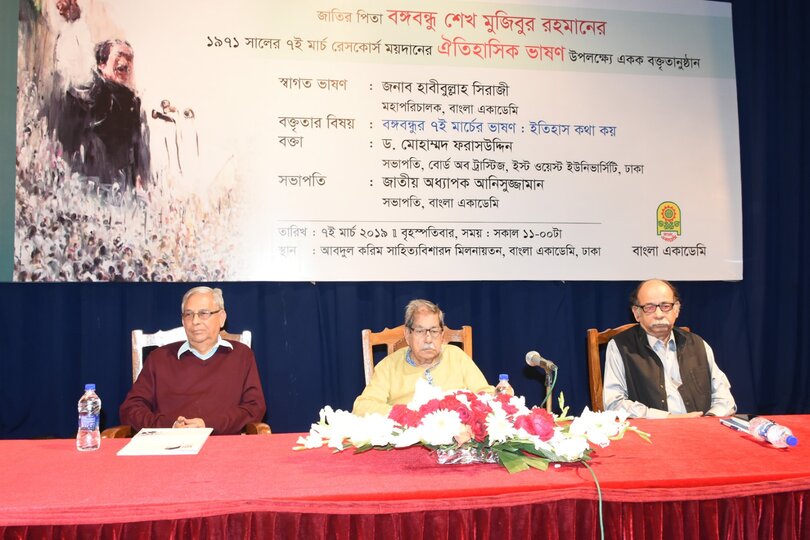 জাতির পিতা বঙ্গবন্ধু শেখ মুজিবুর রহমানের
১৯৭১ সালের ৭ই মার্চ রেসকোর্স ময়দানের ঐতিহাসিক ভাষণ উপলক্ষ্যে একক বক্তৃতানুষ্ঠান
স্বাগত ভাষণ : জনাব হাবীবুল্লাহ সিরাজী
মহাপরিচালক, বাংলা একাডেমি
বক্তৃতার বিষয় : বঙ্গবন্ধুর ৭ই মার্চের ভাষণ : ইতিহাস কথা কয়
বক্তা : ড. মোহাম্মদ ফরাসউদ্দিন
সভাপতি, বোর্ড অব ট্রাস্টিজ, ইস্ট ওয়েস্ট ইউনিভার্সিটি, ঢাকা
সভাপতি : জাতীয় অধ্যাপক আনিসুজ্জামান
সভাপতি, বাংলা একাডেমি
তারিখ : ৭ই মার্চ ২০১৯ ॥ বৃহস্পতিবার, সময় : সকাল ১১-০০টা
স্থান : আবদুল করিম সাহিত্যবিশারদ মিলনায়তন, বাংলা একাডেমি, ঢাকা
বাংলা একাডেমি